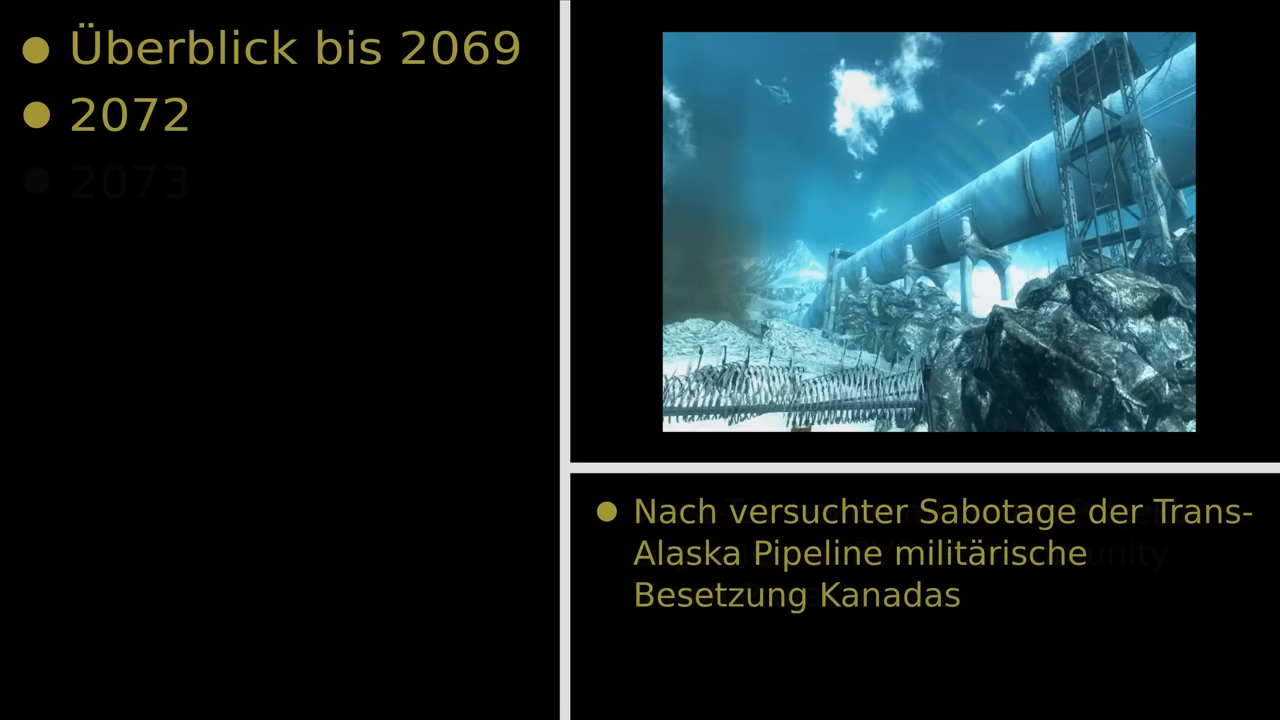 Überblick bis 2069
2072
2073
Nach versuchter Sabotage der Trans-
Alaska Pipeline militärische
Besetzung Kanadas